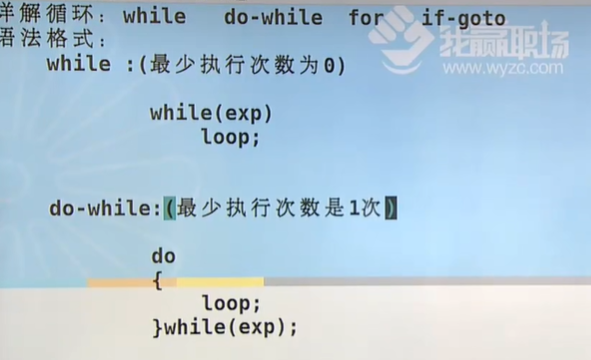 详解循环: while do-while for if-goto
语法格式:
while :(最少执行次数为0)
while(exp)
loop;
do-while:(最少执行次数是1次)
do
{
loop;
}while(exp);
我赢职场
www.wyzc.com